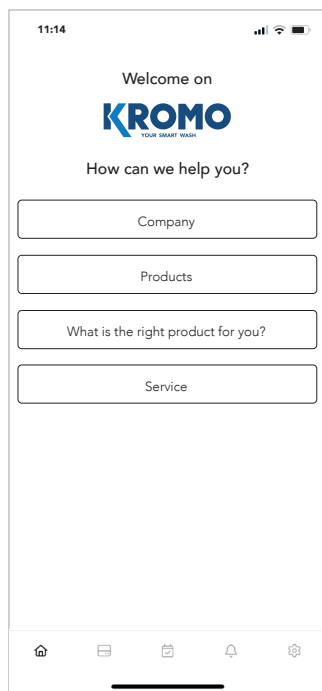 11:14
Welcome on
KROMO
YOUR SMART WASH
How can we help you?
Company
Products
What is the right product for you?
Service